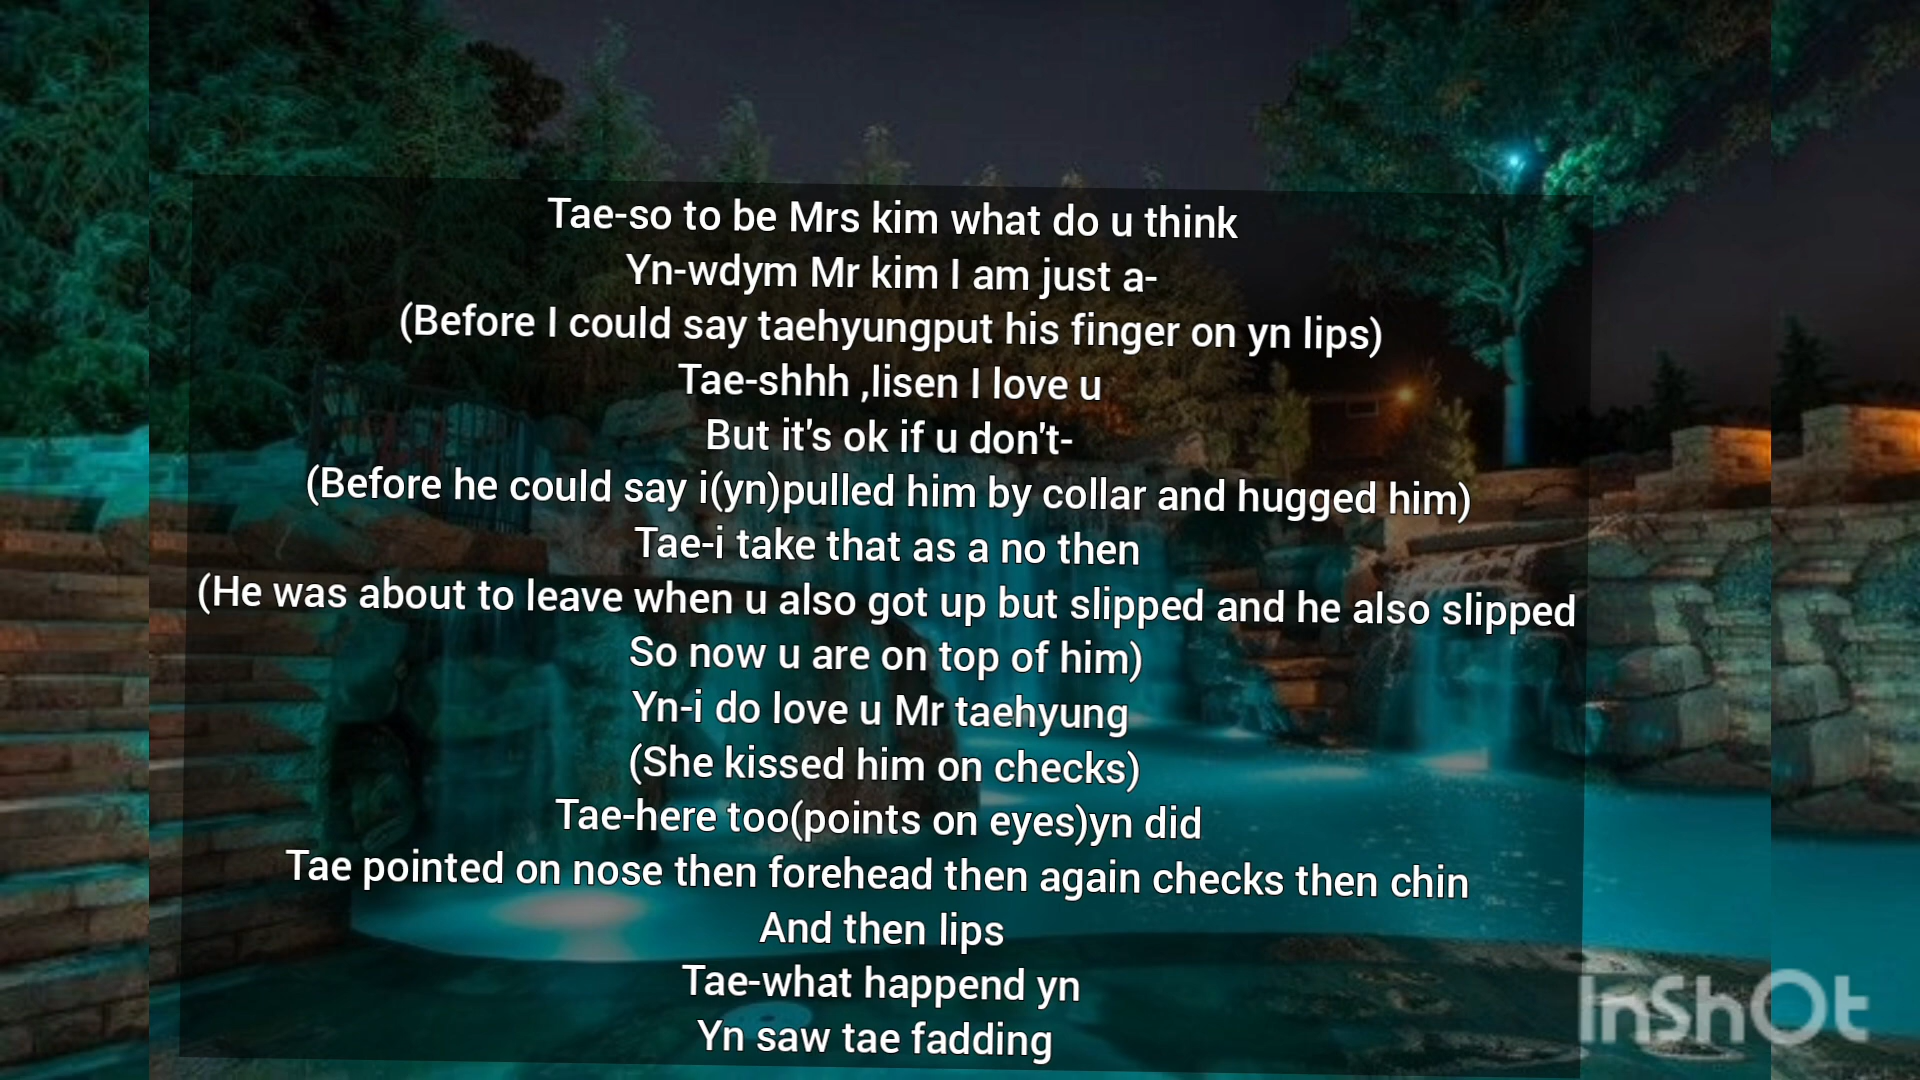 Tae-so to be Mrs kim what do u think
Yn-wdym Mr kim I am just a-
(Before I could say taehyungput his finger on yn lips)
Tae-shhh ,lisen I love u
But it's ok if u don't-
(Before he could say i(yn)pulled him by collar and hugged him)
Tae-i take that as a no then
(He was about to leave when u also got up but slipped and he also slipped
So now u are on top of him)
Yn-i do love u Mr taehyung
(She kissed him on checks)
Tae-here too(points on eyes)yn did
Tae pointed on nose then forehead then again checks then chin
And then lips
Tae-what happend yn
Yn saw tae fadding
InShOt